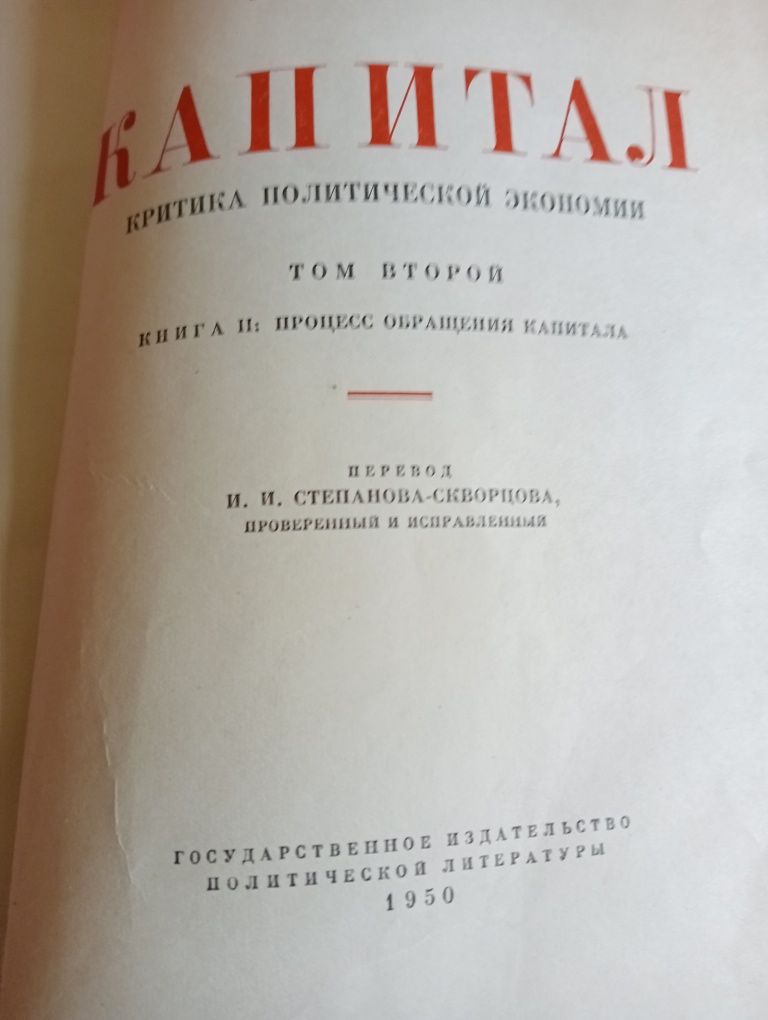 КАПИТАЛ
КРИТИКА ПОЛИТИЧЕСКОЙ ЭКОНОМИИ
ТОМ ВТОРОЙ
КНИГА II: ПРОЦЕСС ОБРАЩЕНИЯ КАПИТАЛА
ПЕРЕВОД
И. И. СТЕПАНОВА-СКВОРЦОВА,
ПРОВЕРЕННЫЙ И ИСПРАВЛЕННЫЙ
ГОСУДАРСТВЕННОЕ ИЗДАТЕЛЬСТВО
ПОЛИТИЧЕСКОЙ ЛИТЕРАТУРЫ
1950